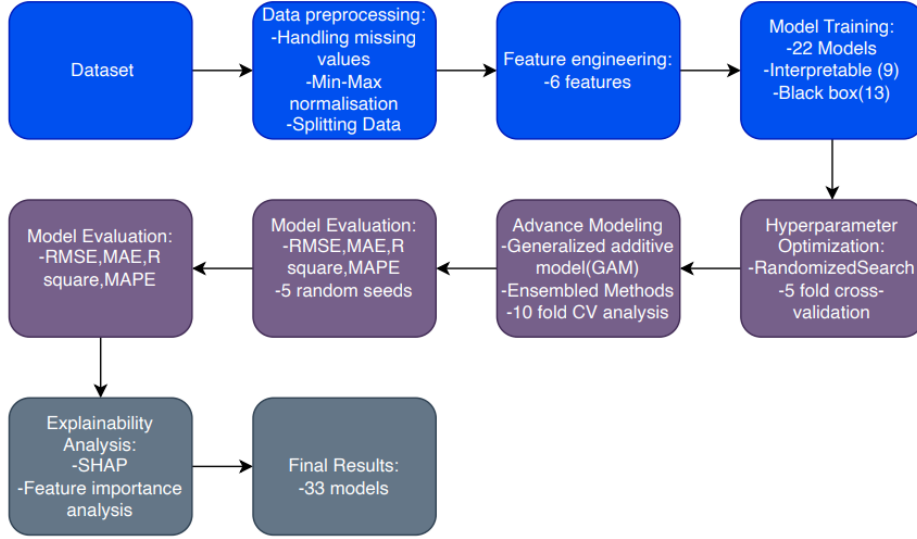 Dataset
Data preprocessing:
-Handling missing
values
-Min-Max
normalisation
-Splitting Data
Feature engineering:
-6 features
Model Training:
-22 Models
-Interpretable (9)
-Black box(13)
Hyperparameter
Optimization:
-RandomizedSearch
-5 fold cross-
validation
Advance Modeling
-Generalized additive
model(GAM)
-Ensembled Methods
-10 fold CV analysis
Model Evaluation:
-RMSE,MAE,R
square,MAPE
-5 random seeds
Model Evaluation:
-RMSE,MAE,R
square,MAPE
Explainability
Analysis:
-SHAP
-Feature importance
analysis
Final Results:
-33 models